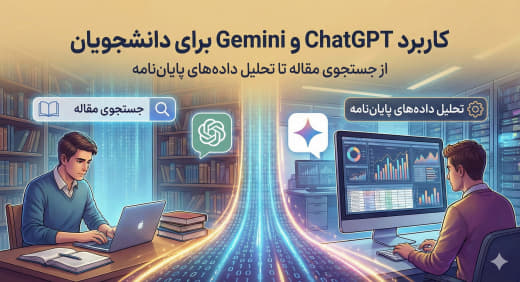 کاربرد ChatGPT و Gemini برای دانشجویان
از جستجوی مقاله تا تحلیل داده‌های پایان‌نامه
جستجوی مقاله
تحلیل داده‌های پایان‌نامه